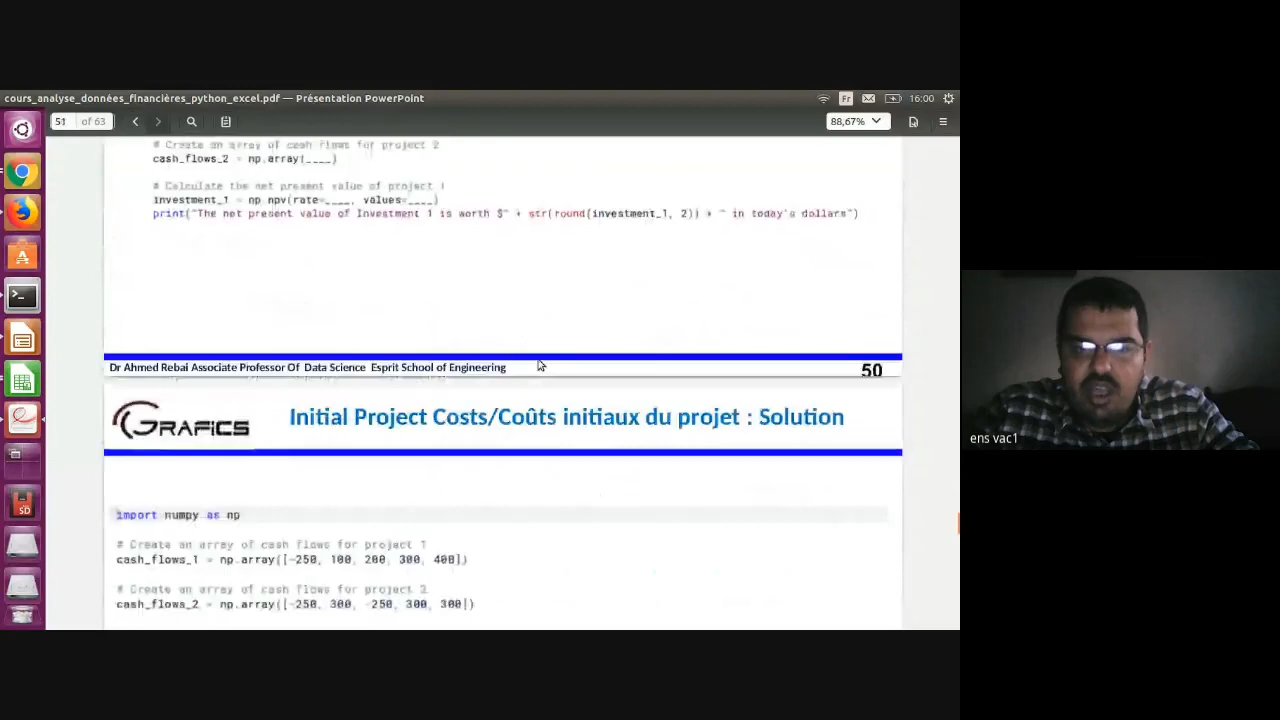 cours_analyse_données_financières_python_excel.pdf — Présentation PowerPoint
Fr
16:00
51 of 63
88,67%
# Create an array of cash flows for project 2
cash_flows_2 = np.array(____)
# Calculate the net present value of project 1
investment_1 = np.npv(rate=____, values=____)
print("The net present value of Investment 1 is worth $" + str(round(investment_1, 2)) + " in today's dollars")
Dr Ahmed Rebai Associate Professor Of Data Science Esprit School of Engineering
50
GRAFICS
Initial Project Costs/Coûts initiaux du projet : Solution
import numpy as np
# Create an array of cash flows for project 1
cash_flows_1 = np.array([-250, 100, 200, 300, 400])
# Create an array of cash flows for project 2
cash_flows_2 = np.array([-250, 300, -250, 300, 300])
ens vac1
SD